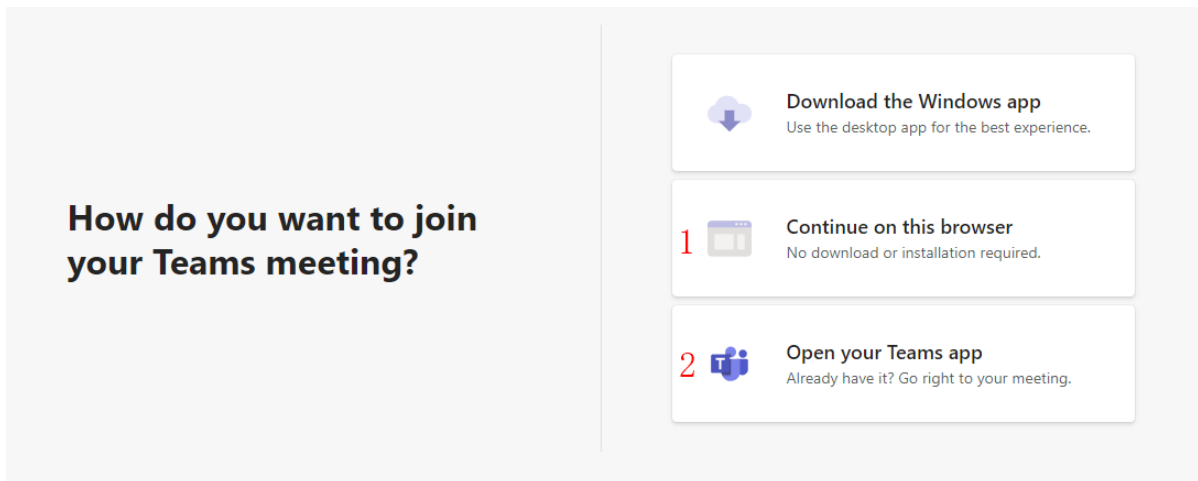 How do you want to join
your Teams meeting?
Download the Windows app
Use the desktop app for the best experience.
1
Continue on this browser
No download or installation required.
2
T
Open your Teams app
Already have it? Go right to your meeting.